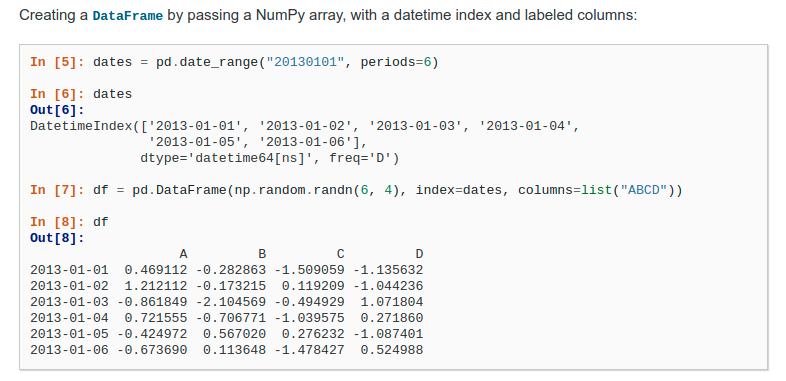 Creating a DataFrame by passing a NumPy array, with a datetime index and labeled columns:
In [5]: dates = pd.date_range("20130101", periods=6)
In [6]: dates
Out[6]:
DatetimeIndex(['2013-01-01', '2013-01-02', '2013-01-03', '2013-01-04',
               '2013-01-05', '2013-01-06'],
              dtype='datetime64[ns]', freq='D')
In [7]: df = pd.DataFrame(np.random.randn(6, 4), index=dates, columns=list("ABCD"))
In [8]: df
Out[8]:
                   A         B         C         D
2013-01-01  0.469112 -0.282863 -1.509059 -1.135632
2013-01-02  1.212112 -0.173215  0.119209 -1.044236
2013-01-03 -0.861849 -2.104569 -0.494929  1.071804
2013-01-04  0.721555 -0.706771 -1.039575  0.271860
2013-01-05 -0.424972  0.567020  0.276232 -1.087401
2013-01-06 -0.673690  0.113648 -1.478427  0.524988